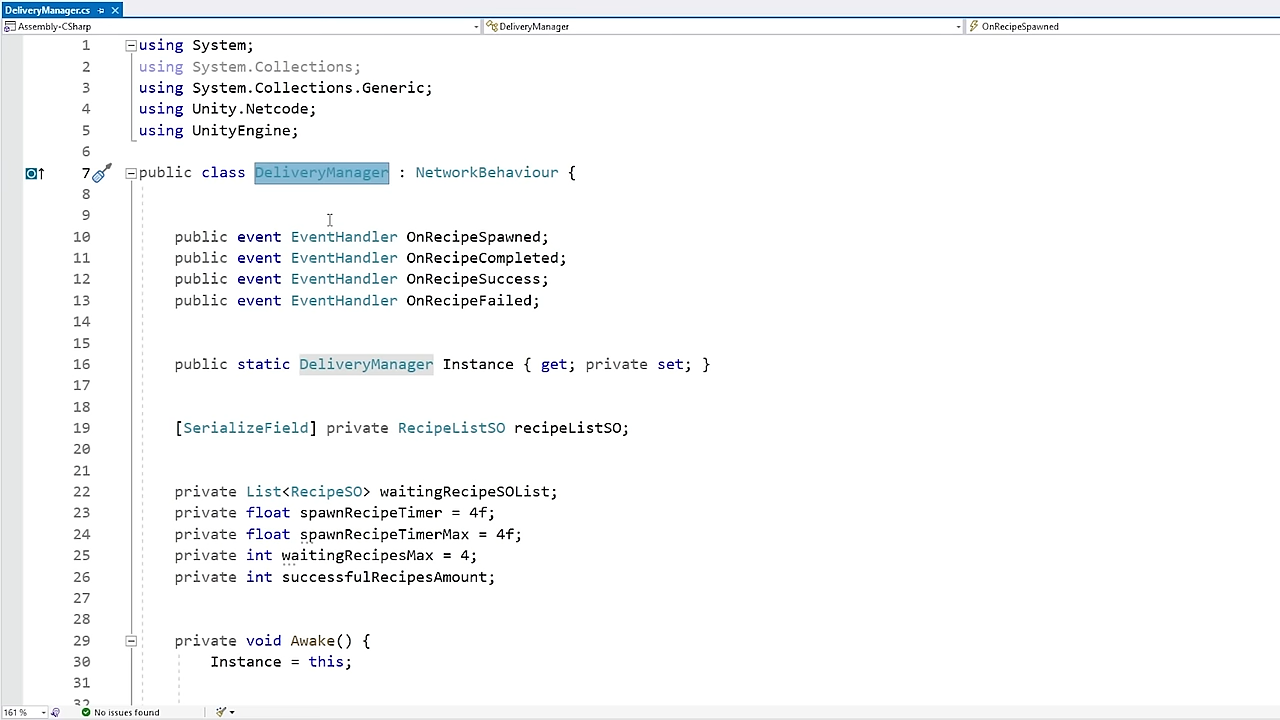 DeliveryManager.cs
Assembly-CSharp
DeliveryManager
OnRecipeSpawned
1 using System;
2 using System.Collections;
3 using System.Collections.Generic;
4 using Unity.Netcode;
5 using UnityEngine;
6
7 public class DeliveryManager : NetworkBehaviour {
8
9
10 public event EventHandler OnRecipeSpawned;
11 public event EventHandler OnRecipeCompleted;
12 public event EventHandler OnRecipeSuccess;
13 public event EventHandler OnRecipeFailed;
14
15
16 public static DeliveryManager Instance { get; private set; }
17
18
19 [SerializeField] private RecipeListSO recipeListSO;
20
21
22 private List<RecipeSO> waitingRecipeSOList;
23 private float spawnRecipeTimer = 4f;
24 private float spawnRecipeTimerMax = 4f;
25 private int waitingRecipesMax = 4;
26 private int successfulRecipesAmount;
27
28
29 private void Awake() {
30 Instance = this;
31
32
161 %
No issues found